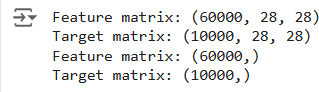 Feature matrix: (60000, 28, 28)
Target matrix: (10000, 28, 28)
Feature matrix: (60000,)
Target matrix: (10000,)